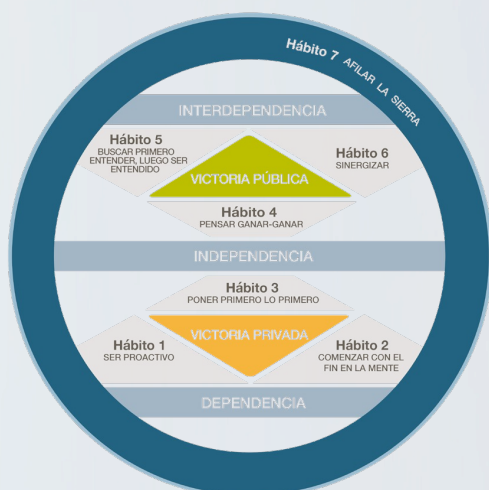 Hábito 7 AFILAR LA SIERRA
INTERDEPENDENCIA
Hábito 5
BUSCAR PRIMERO
ENTENDER, LUEGO SER
ENTENDIDO
Hábito 6
SINERGIZAR
VICTORIA PÚBLICA
Hábito 4
PENSAR GANAR-GANAR
INDEPENDENCIA
Hábito 3
PONER PRIMERO LO PRIMERO
VICTORIA PRIVADA
Hábito 1
SER PROACTIVO
Hábito 2
COMENZAR CON EL
FIN EN LA MENTE
DEPENDENCIA